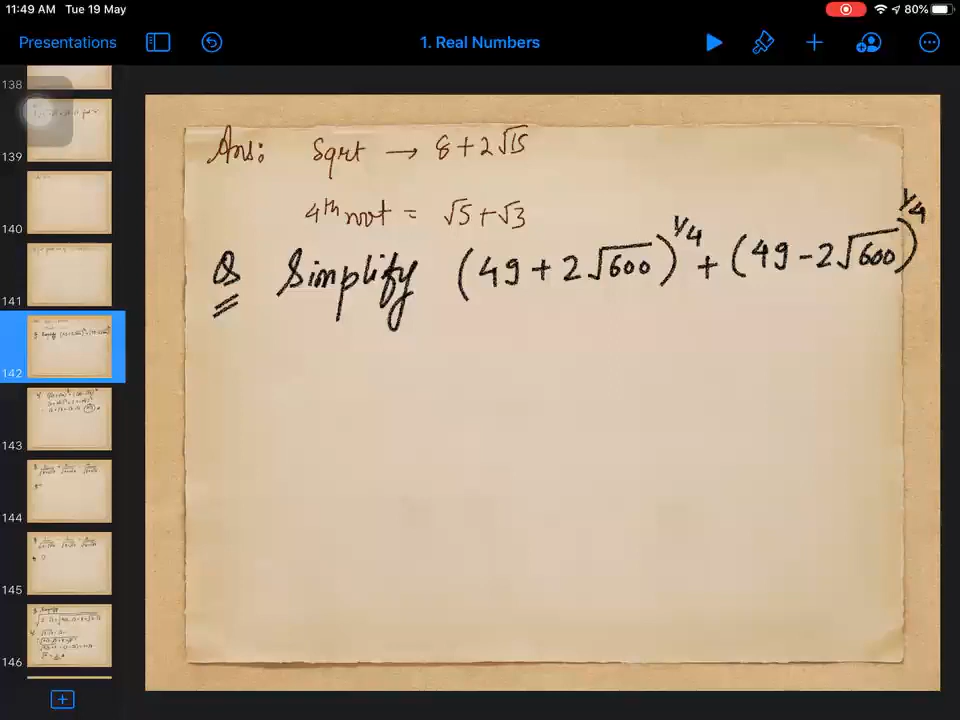 11:49 AM Tue 19 May
80%
Presentations
1. Real Numbers
138
139
140
141
142
143
144
145
146
Ans: Sqrt → 8 + 2√15
4th root = √5 + √3
Q Simplify (49 + 2√600)^1/4 + (49 - 2√600)^1/4